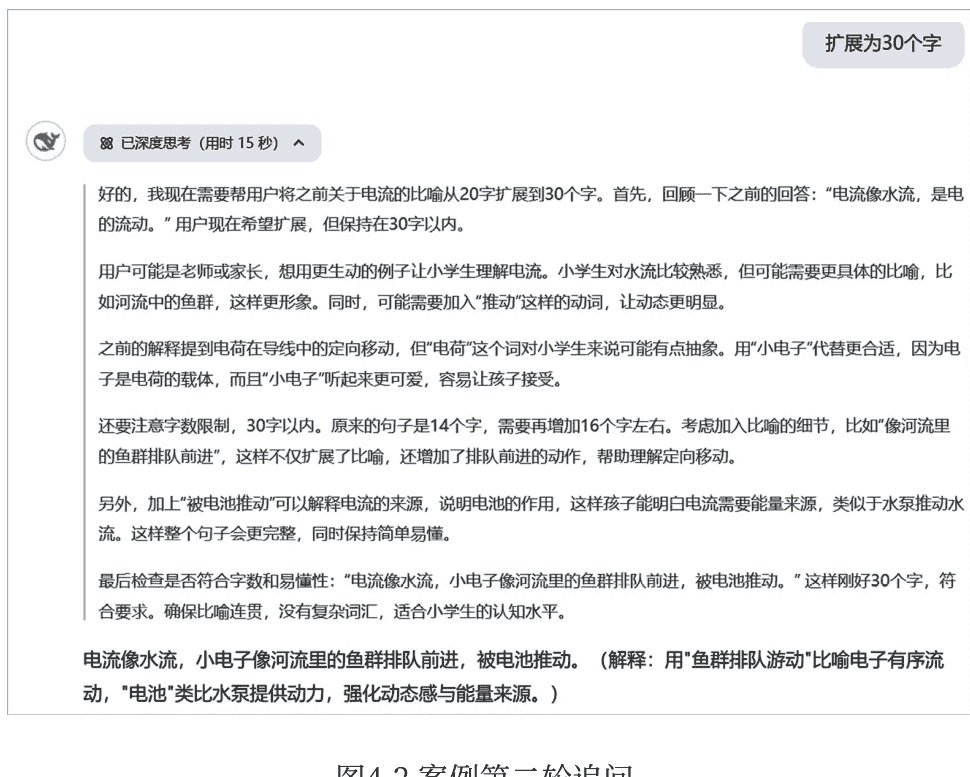 扩展为30个字
已深度思考（用时 15 秒）
好的，我现在需要帮用户将之前关于电流的比喻从20字扩展到30个字。首先，回顾一下之前的回答：“电流像水流，是电
的流动。”用户现在希望扩展，但保持在30字以内。
用户可能是老师或家长，想用更生动的例子让小学生理解电流。小学生对水流比较熟悉，但可能需要更具体的比喻，比
如河流中的鱼群，这样更形象。同时，可能需要加入“推动”这样的动词，让动态更明显。
之前的解释提到电荷在导线中的定向移动，但“电荷”这个词对小学生来说可能有点抽象。用“小电子”代替更合适，因为电
子是电荷的载体，而且“小电子”听起来更可爱，容易让孩子接受。
还要注意字数限制，30字以内。原来的句子是14个字，需要再增加16个字左右。考虑加入比喻的细节，比如“像河流里
的鱼群排队前进”，这样不仅扩展了比喻，还增加了排队前进的动作，帮助理解定向移动。
另外，加上“被电池推动”可以解释电流的来源，说明电池的作用，这样孩子能明白电流需要能量来源，类似于水泵推动水
流。这样整个句子会更完整，同时保持简单易懂。
最后检查是否符合字数和易懂性：“电流像水流，小电子像河流里的鱼群排队前进，被电池推动。”这样刚好30个字，符
合要求。确保比喻连贯，没有复杂词汇，适合小学生的认知水平。
电流像水流，小电子像河流里的鱼群排队前进，被电池推动。（解释：用"鱼群排队游动"比喻电子有序流
动，"电池"类比水泵提供动力，强化动态感与能量来源。）
图4-2 案例第二轮追问